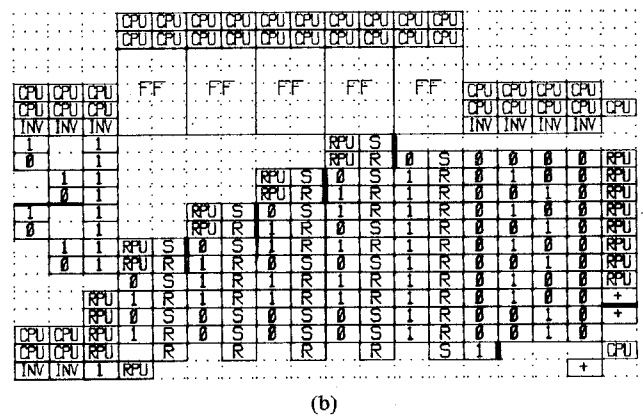 CPU CPU CPU CPU CPU CPU CPU CPU CPU CPU
CPU CPU CPU CPU CPU CPU CPU CPU CPU CPU
FF FF FF FF FF
CPU CPU CPU CPU CPU CPU CPU
CPU CPU CPU CPU CPU CPU CPU CPU
INV INV INV INV INV INV INV
1 1 RPU S
0 1 RPU R 0 S 0 0 0 0 RPU
1 1 RPU S 0 S 1 R 0 1 0 0 RPU
0 1 RPU R 1 R 1 R 0 0 1 0 RPU
1 1 RPU S 0 S 1 R 1 R 0 1 0 0 RPU
0 1 RPU R 1 R 0 S 1 R 0 0 1 0 RPU
1 1 RPU S 0 S 1 R 0 S 1 R 0 1 0 0 RPU
0 1 RPU R 1 R 0 S 0 S 1 R 0 0 1 0 RPU
0 S 1 R 1 R 1 R 1 R 0 1 0 0 RPU
RPU 1 R 1 R 1 R 1 R 1 R 0 1 0 0 +
RPU 0 S 0 S 0 S 0 S 1 R 0 0 1 0 +
CPU CPU RPU 1 R 0 S 0 S 0 S 1 R 0 0 1 0
CPU CPU RPU R R R R S 1 CPU
INV INV 1 RPU +
(b)